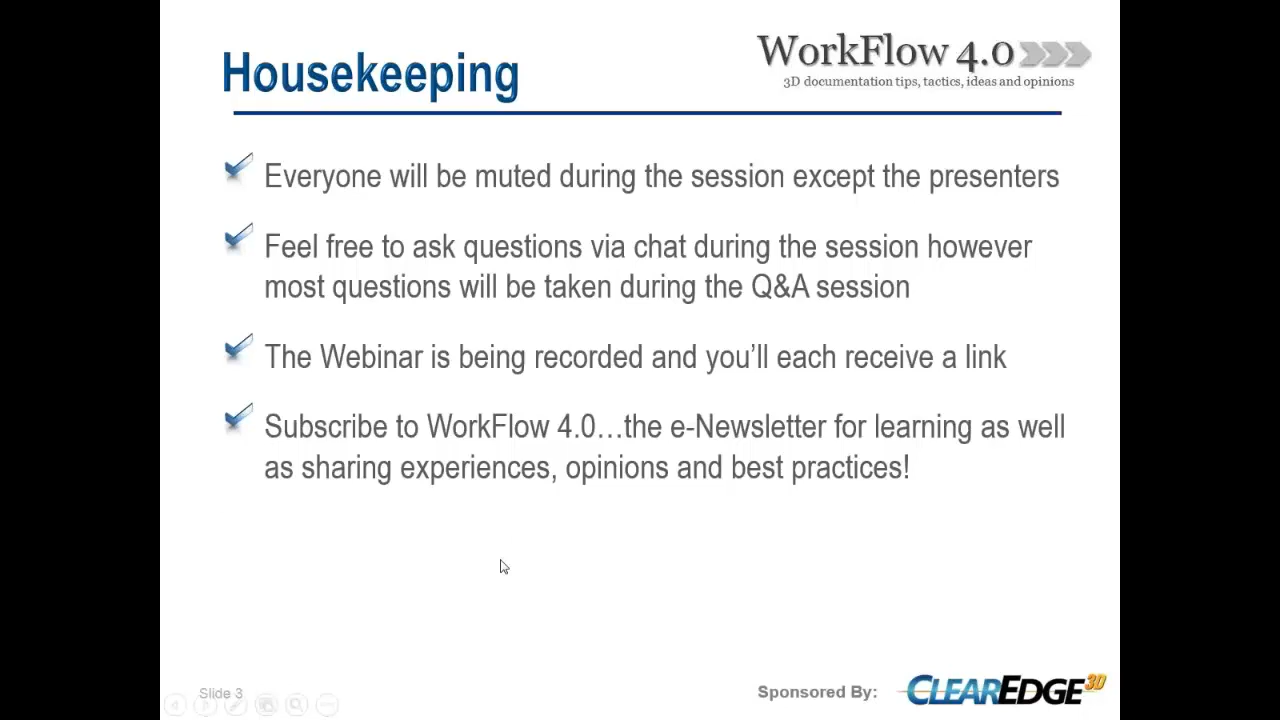 Housekeeping
WorkFlow 4.0
3D documentation tips, tactics, ideas and opinions
Everyone will be muted during the session except the presenters
Feel free to ask questions via chat during the session however
most questions will be taken during the Q&A session
The Webinar is being recorded and you'll each receive a link
Subscribe to WorkFlow 4.0…the e-Newsletter for learning as well
as sharing experiences, opinions and best practices!
Slide 3
Sponsored By:
CLEAREDGE3D